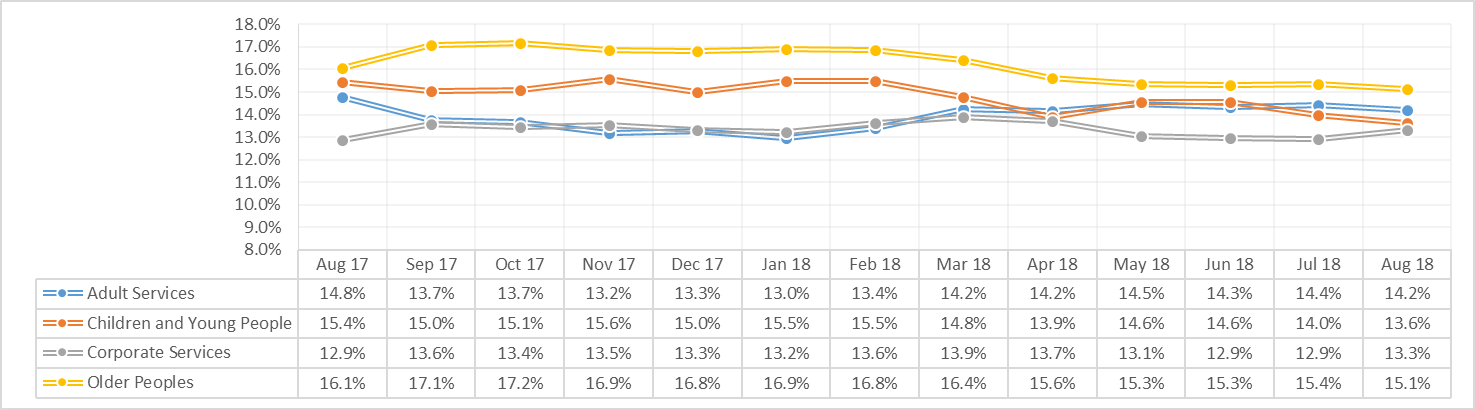 18.0%
17.0%
16.0%
15.0%
14.0%
13.0%
12.0%
11.0%
10.0%
9.0%
8.0%
Aug 17 Sep 17 Oct 17 Nov 17 Dec 17 Jan 18 Feb 18 Mar 18 Apr 18 May 18 Jun 18 Jul 18 Aug 18
Adult Services 14.8% 13.7% 13.7% 13.2% 13.3% 13.0% 13.4% 14.2% 14.2% 14.5% 14.3% 14.4% 14.2%
Children and Young People 15.4% 15.0% 15.1% 15.6% 15.0% 15.5% 15.5% 14.8% 13.9% 14.6% 14.6% 14.0% 13.6%
Corporate Services 12.9% 13.6% 13.4% 13.5% 13.3% 13.2% 13.6% 13.9% 13.7% 13.1% 12.9% 12.9% 13.3%
Older Peoples 16.1% 17.1% 17.2% 16.9% 16.8% 16.9% 16.8% 16.4% 15.6% 15.3% 15.3% 15.4% 15.1%